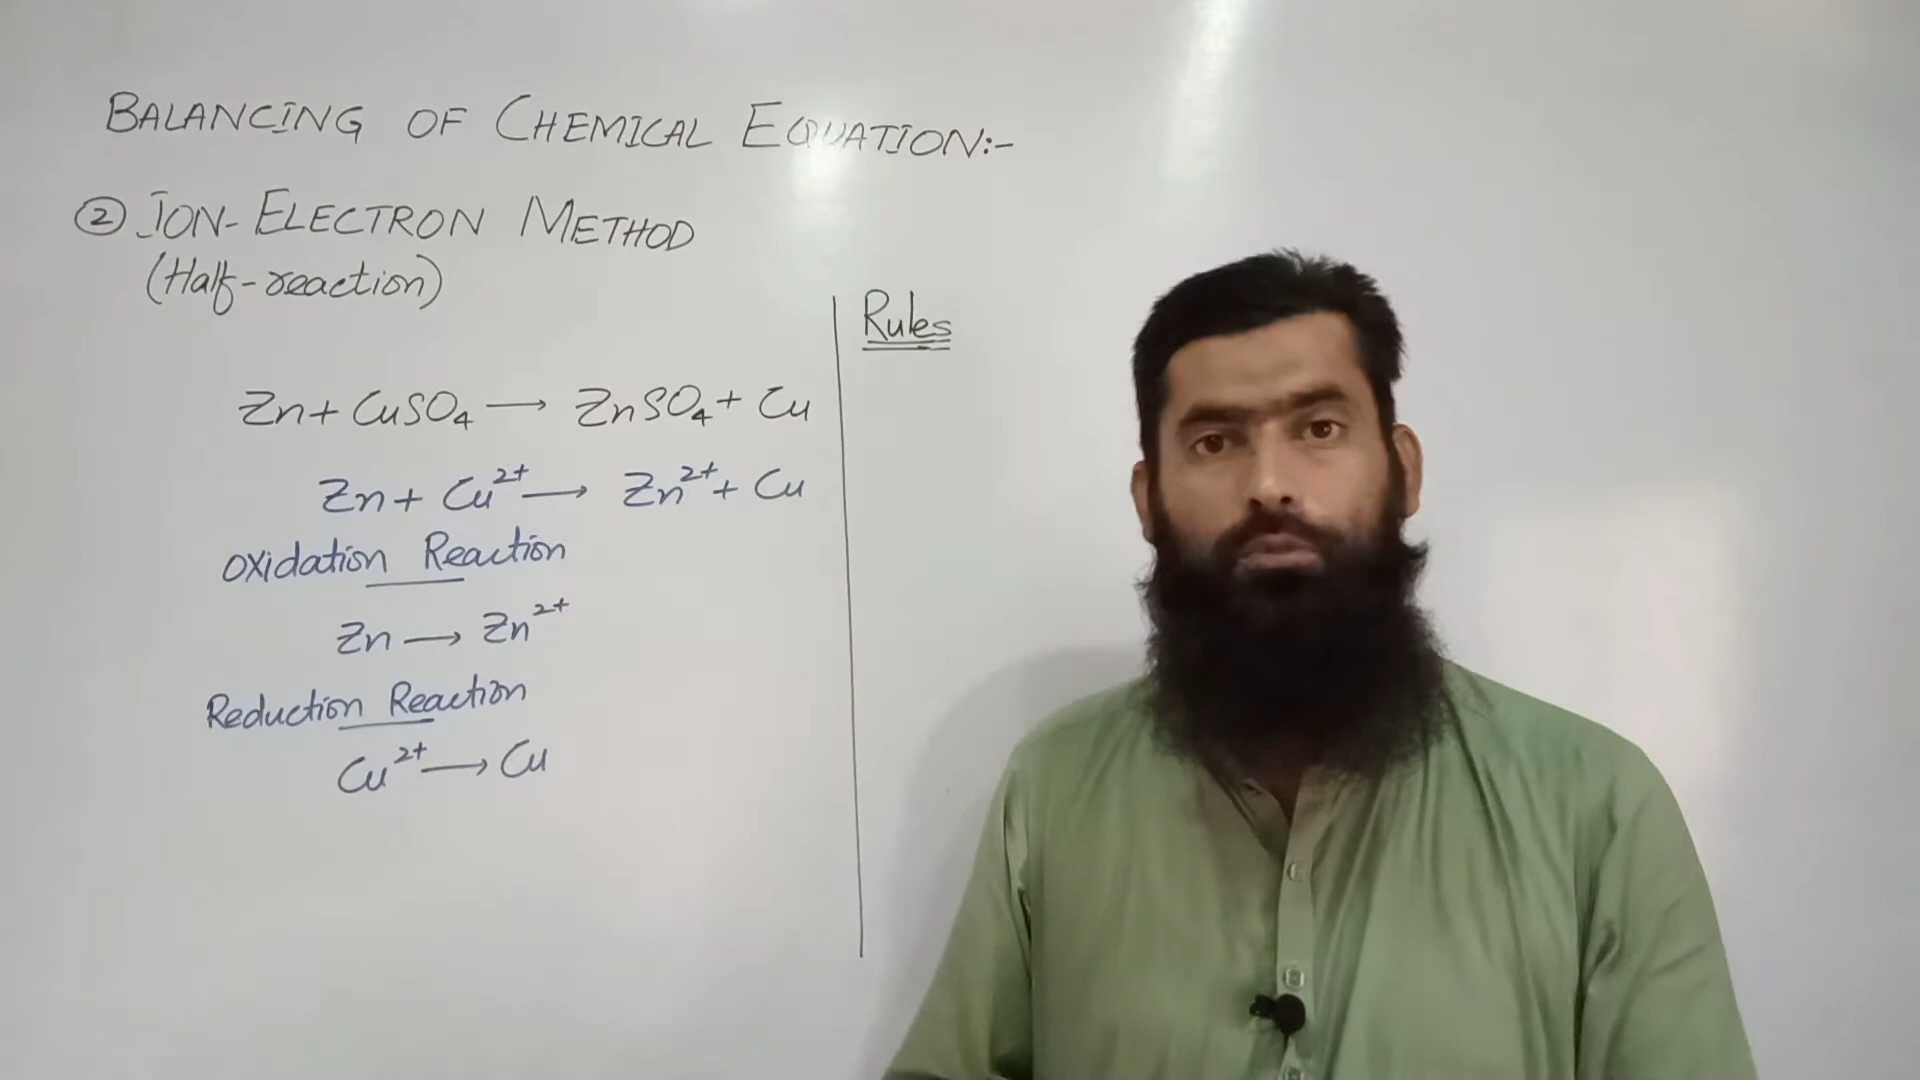 BALANCING OF CHEMICAL EQUATION:-
② ION-ELECTRON METHOD
(Half-reaction)
Rules
Zn + CuSO₄ → ZnSO₄ + Cu
Zn + Cu²⁺ → Zn²⁺ + Cu
Oxidation Reaction
Zn → Zn²⁺
Reduction Reaction
Cu²⁺ → Cu